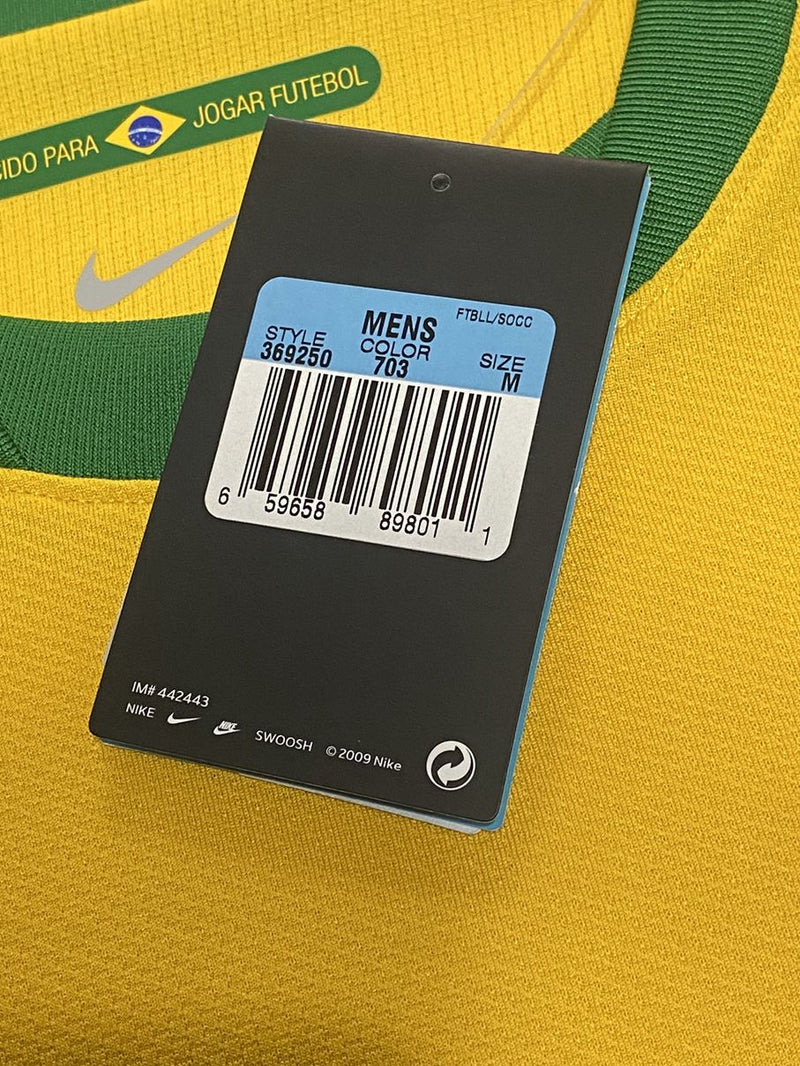 IDO PARA JOGAR FUTEBOL
MENS
FTBLL/SOCC
STYLE COLOR SIZE
369250 703 M
6 59658 89801 1
IM# 442443
NIKE NIKE SWOOSH © 2009 Nike